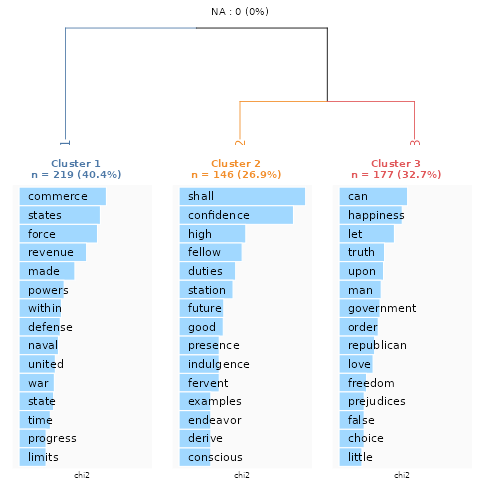 NA : 0 (0%)
1
2
3
Cluster 1
n = 219 (40.4%)
commerce
states
force
revenue
made
powers
within
defense
naval
united
war
state
time
progress
limits
chi2
Cluster 2
n = 146 (26.9%)
shall
confidence
high
fellow
duties
station
future
good
presence
indulgence
fervent
examples
endeavor
derive
conscious
chi2
Cluster 3
n = 177 (32.7%)
can
happiness
let
truth
upon
man
government
order
republican
love
freedom
prejudices
false
choice
little
chi2